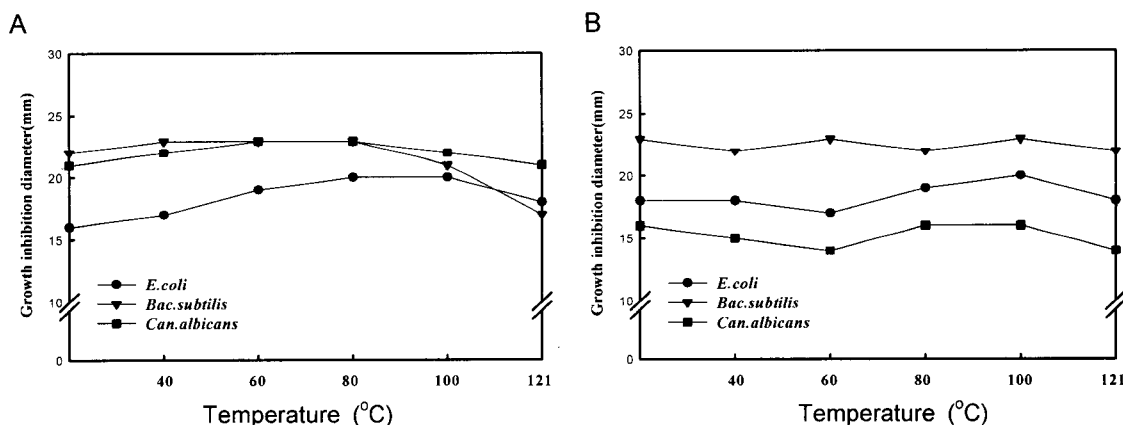 A
Growth inhibition diameter(mm)
30
25
20
15
10
0
E.coli
Bac.subtilis
Can.albicans
40 60 80 100 121
Temperature (°C)
B
Growth inhibition diameter(mm)
30
25
20
15
10
0
E.coli
Bac.subtilis
Can.albicans
40 60 80 100 121
Temperature (°C)